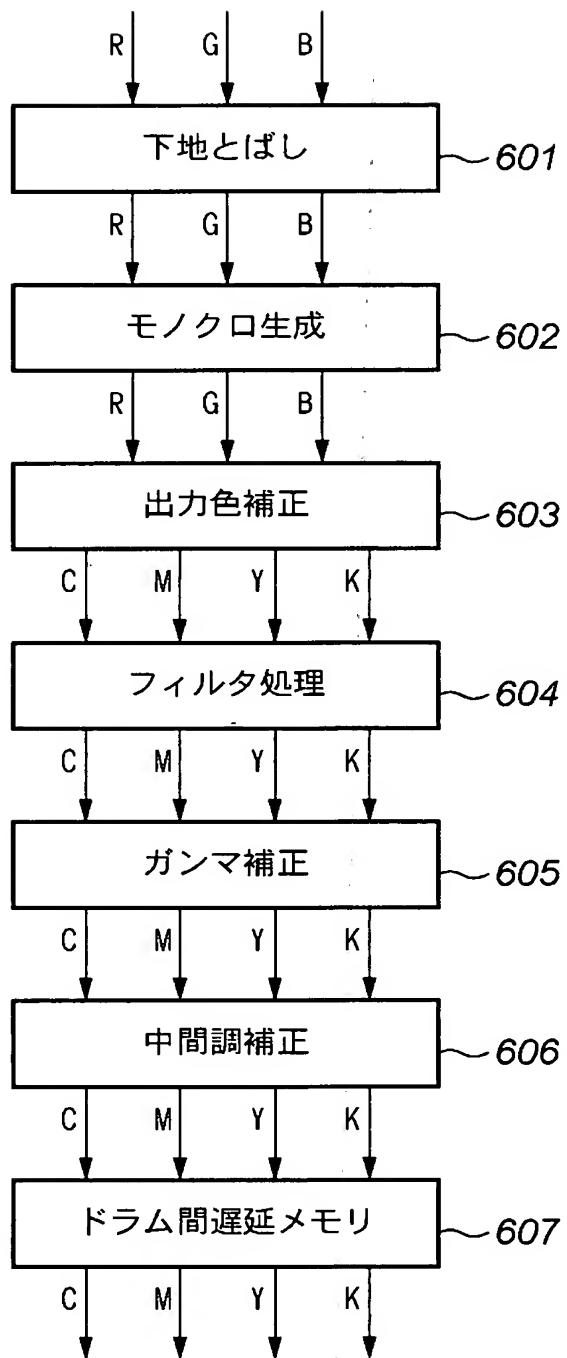 R G B
下地とばし 601
R G B
モノクロ生成 602
R G B
出力色補正 603
C M Y K
フィルタ処理 604
C M Y K
ガンマ補正 605
C M Y K
中間調補正 606
C M Y K
ドラム間遅延メモリ 607
C M Y K